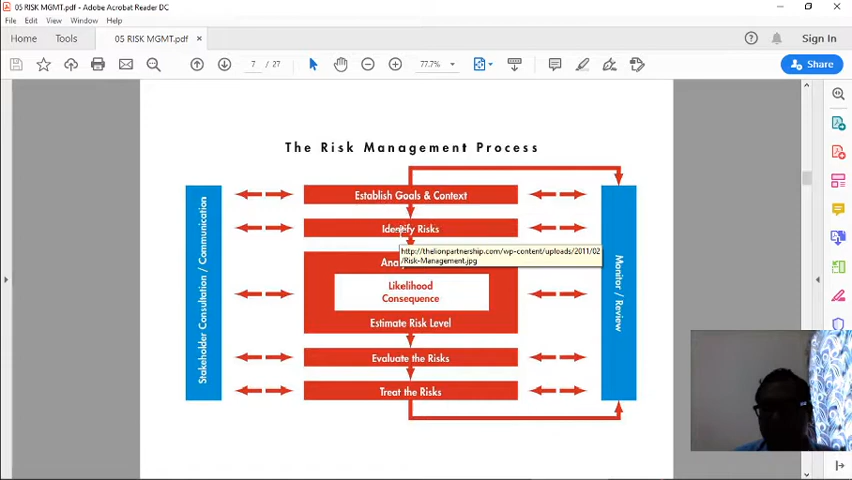 05 RISK MGMT.pdf - Adobe Acrobat Reader DC
File Edit View Window Help
Home Tools 05 RISK MGMT.pdf × Sign In
7 / 27 77.7% Share
The Risk Management Process
Establish Goals & Context
Identify Risks
http://thelionpartnership.com/wp-content/uploads/2011/02
/Risk-Management.jpg
Likelihood
Consequence
Estimate Risk Level
Evaluate the Risks
Treat the Risks
Stakeholder Consultation / Communication
Monitor / Review